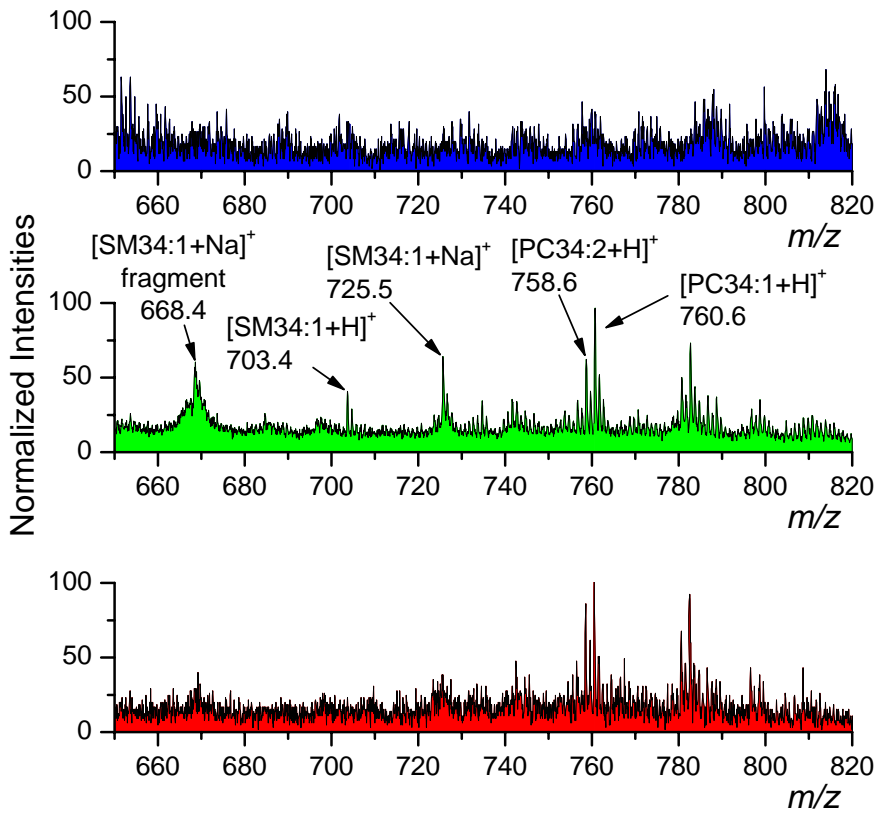 100
50
0
660 680 700 720 740 760 780 800 820
m/z
Normalized Intensities
[SM34:1+Na]+
fragment
668.4
[SM34:1+H]+
703.4
[SM34:1+Na]+
725.5
[PC34:2+H]+
758.6
[PC34:1+H]+
760.6
100
50
0
660 680 700 720 740 760 780 800 820
m/z
100
50
0
660 680 700 720 740 760 780 800 820
m/z